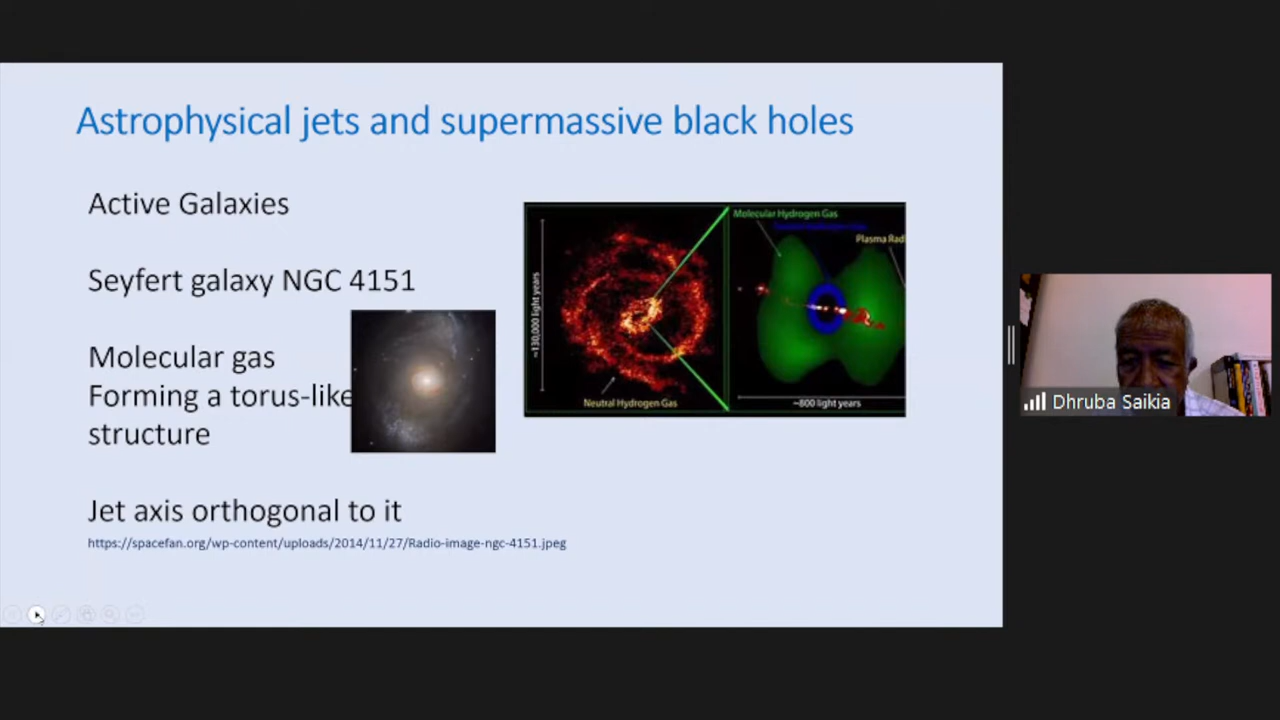 Astrophysical jets and supermassive black holes
Active Galaxies
Seyfert galaxy NGC 4151
Molecular gas
Forming a torus-like
structure
Jet axis orthogonal to it
https://spacefan.org/wp-content/uploads/2014/11/27/Radio-image-ngc-4151.jpeg
~130,000 light years
Neutral Hydrogen Gas
Molecular Hydrogen Gas
Plasma Rad
~800 light years
Dhruba Saikia